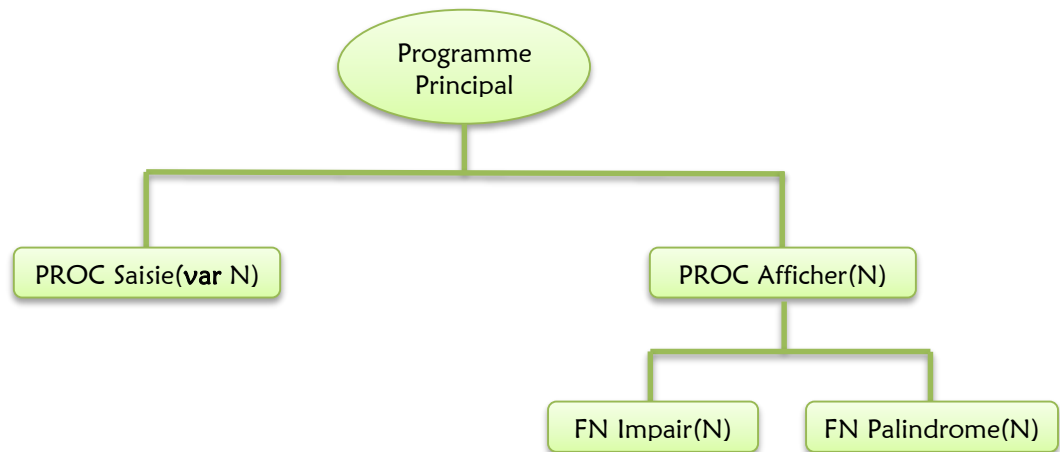 Programme
Principal
PROC Saisie(var N)
PROC Afficher(N)
FN Impair(N)
FN Palindrome(N)